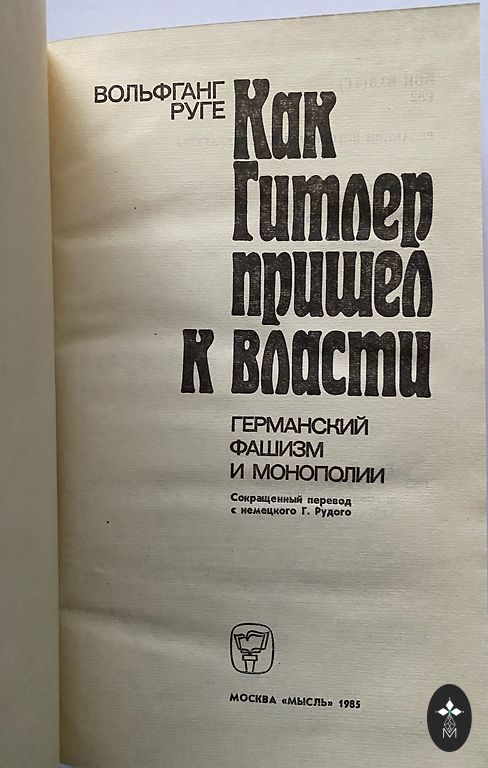 ВОЛЬФГАНГ
РУГЕ
Как
Гитлер
пришел
к власти
ГЕРМАНСКИЙ
ФАШИЗМ
И МОНОПОЛИИ
Сокращенный перевод
с немецкого Г. Рудого
МОСКВА «МЫСЛЬ» 1985
М